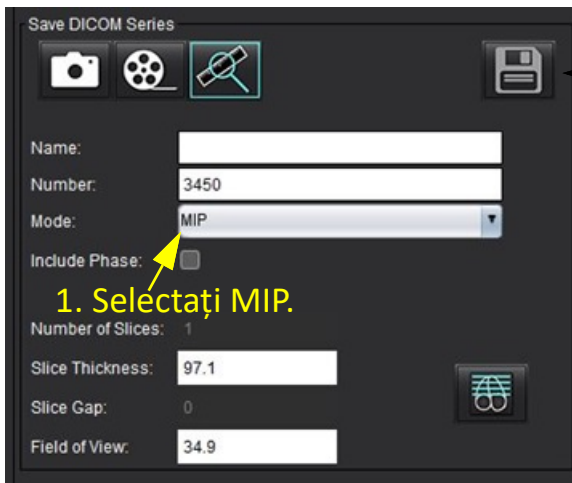 Save DICOM Series
Name:
Number: 3450
Mode: MIP
Include Phase:
1. Selectați MIP.
Number of Slices: 1
Slice Thickness: 97.1
Slice Gap: 0
Field of View: 34.9